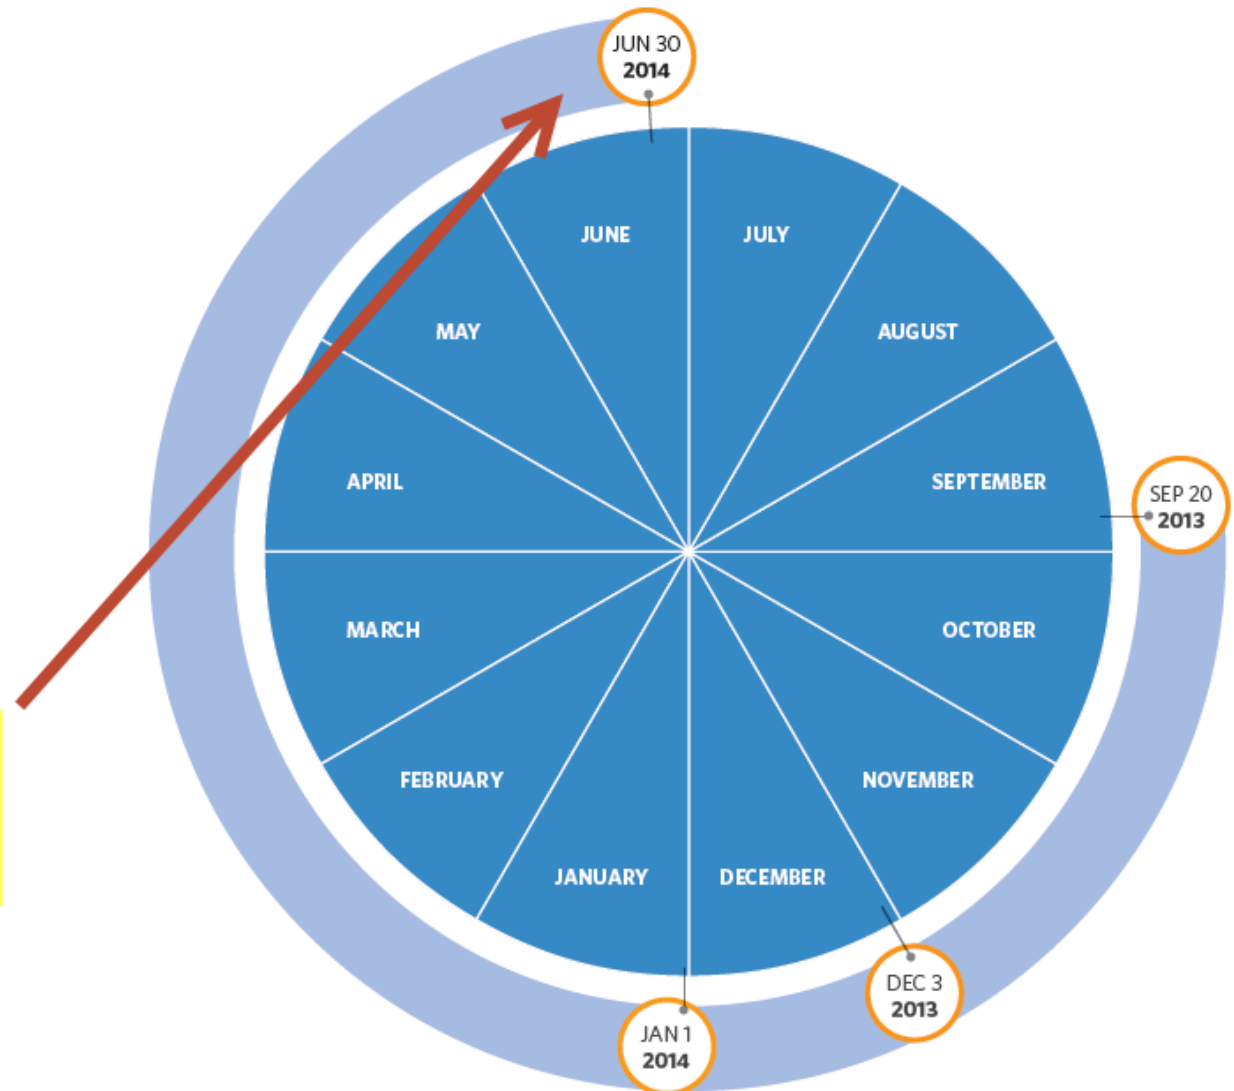 JUN 30
2014
JUNE
JULY
MAY
AUGUST
APRIL
SEPTEMBER
SEP 20
2013
MARCH
OCTOBER
FEBRUARY
NOVEMBER
JANUARY
DECEMBER
DEC 3
2013
JAN 1
2014